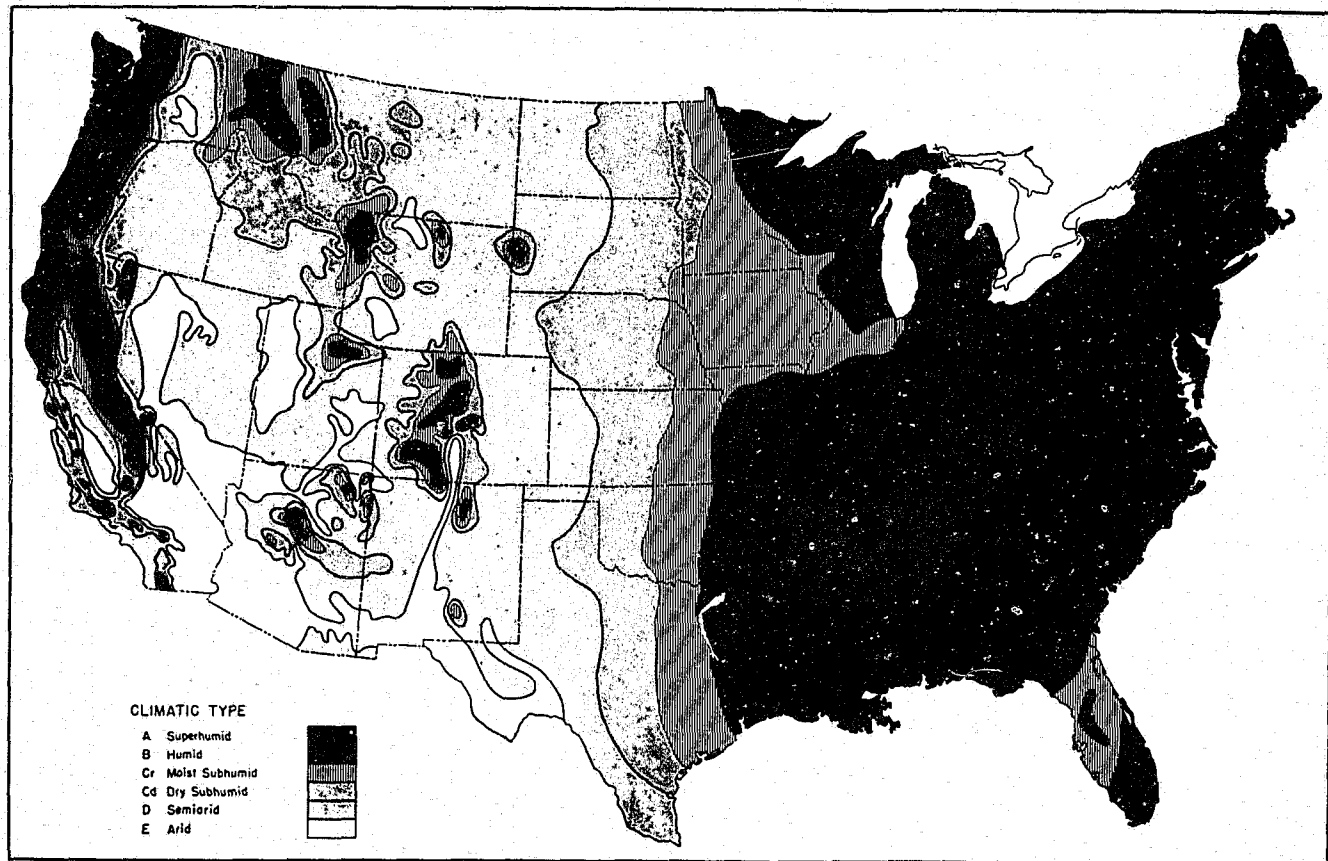 CLIMATIC TYPE
A Superhumid
B Humid
Cr Moist Subhumid
Cd Dry Subhumid
D Semiarid
E Arid